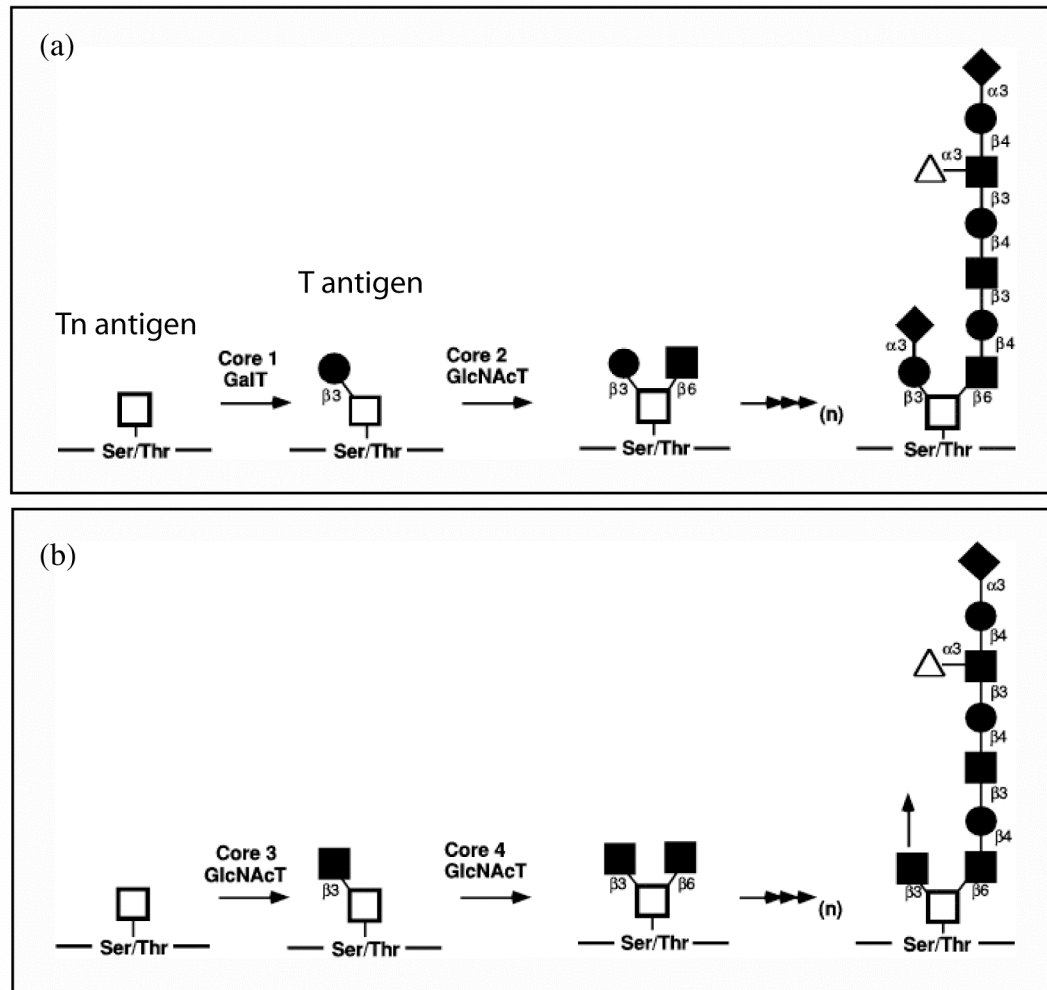 (a)
α3
β4
α3
β3
β4
T antigen
Tn antigen
β3
α3
β4
Core 1
GalT
Core 2
GlcNAcT
β3
β3 β6
β3 β6
(n)
Ser/Thr
Ser/Thr
Ser/Thr
Ser/Thr
(b)
α3
β4
α3
β3
β4
β3
β4
Core 3
GlcNAcT
Core 4
GlcNAcT
β3
β3 β6
β3 β6
(n)
Ser/Thr
Ser/Thr
Ser/Thr
Ser/Thr